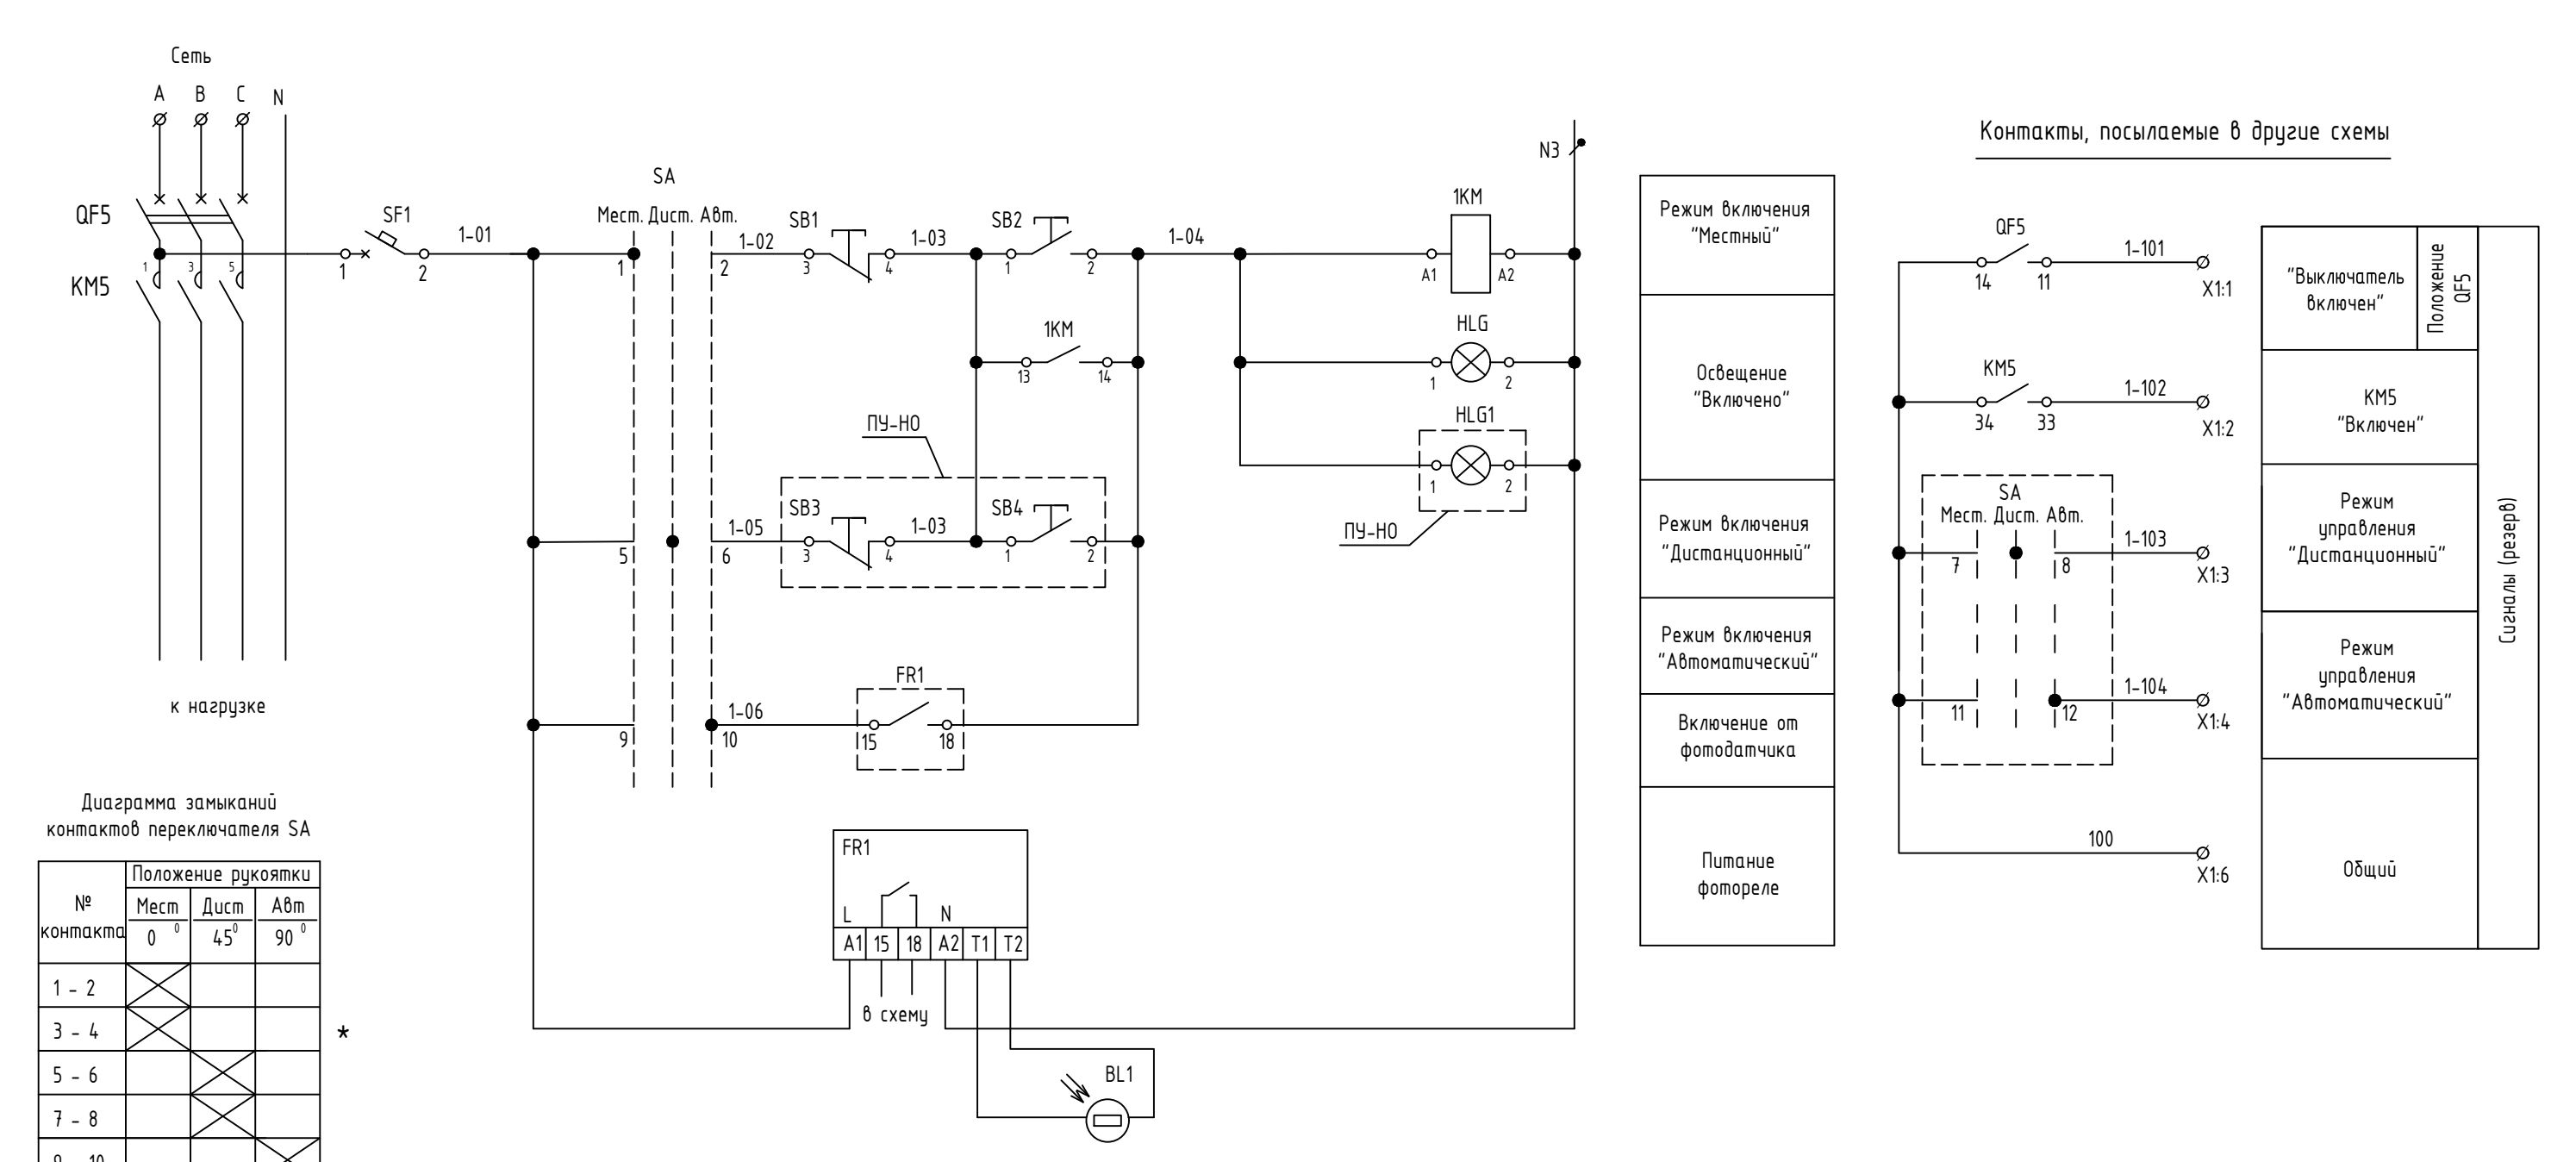 Сеть
A B C N
QF5
KM5
1 3 5
SF1
1 2
1-01
к нагрузке
SA
Мест. Дист. Авт.
1 2
1-02
SB1
3 4
1-03
SB2
1 2
1-04
1КМ
A1 A2
N3
1КМ
13 14
HLG
1 2
HLG1
1 2
ПУ-НО
ПУ-НО
5 6
1-05
SB3
3 4
1-03
SB4
1 2
9 10
1-06
FR1
15 18
FR1
L N
A1 15 18 A2 T1 T2
в схему
BL1
Диаграмма замыканий
контактов переключателя SA
№
контакта
Положение рукоятки
Мест Дист Авт
0 0 45 0 90 0
1 - 2
3 - 4
*
5 - 6
7 - 8
9 - 10
Режим включения
"Местный"
Освещение
"Включено"
Режим включения
"Дистанционный"
Режим включения
"Автоматический"
Включение от
фотодатчика
Питание
фотореле
Контакты, посылаемые в другие схемы
QF5
14 11
1-101
X1:1
KM5
34 33
1-102
X1:2
SA
Мест. Дист. Авт.
7 8
1-103
X1:3
11 12
1-104
X1:4
100
X1:6
"Выключатель
включен"
Положение
QF5
KM5
"Включен"
Режим
управления
"Дистанционный"
Режим
управления
"Автоматический"
Общий
Сигналы (резерв)